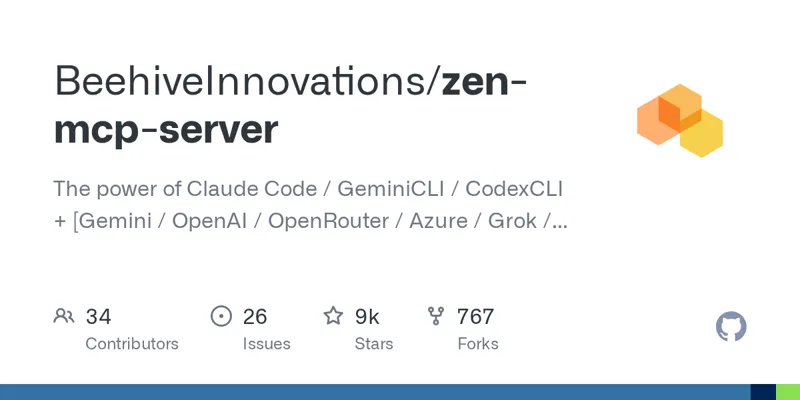 BeehiveInnovations/zen-
mcp-server
The power of Claude Code / GeminiCLI / CodexCLI
+ [Gemini / OpenAI / OpenRouter / Azure / Grok /...
34
Contributors
26
Issues
9k
Stars
767
Forks